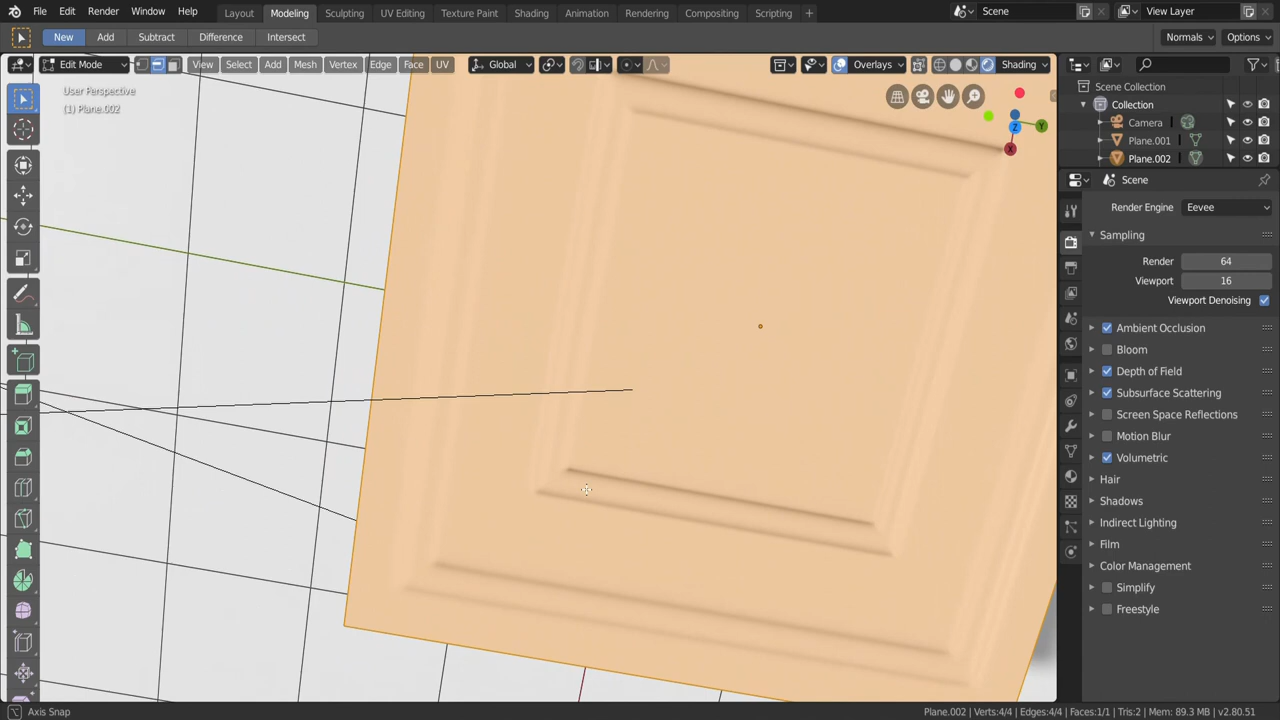 File Edit Render Window Help Layout Modeling Sculpting UV Editing Texture Paint Shading Animation Rendering Compositing Scripting + Scene View Layer
New Add Subtract Difference Intersect Normals Options
Edit Mode View Select Add Mesh Vertex Edge Face UV Global Overlays Shading
User Perspective
(1) Plane.002
Z Y X
Scene Collection
Collection
Camera
Plane.001
Plane.002
Scene
Render Engine Eevee
Sampling
Render 64
Viewport 16
Viewport Denoising
Ambient Occlusion
Bloom
Depth of Field
Subsurface Scattering
Screen Space Reflections
Motion Blur
Volumetric
Hair
Shadows
Indirect Lighting
Film
Color Management
Simplify
Freestyle
Axis Snap Plane.002 | Verts:4/4 | Edges:4/4 | Faces:1/1 | Tris:2 | Mem: 89.3 MB | v2.80.51